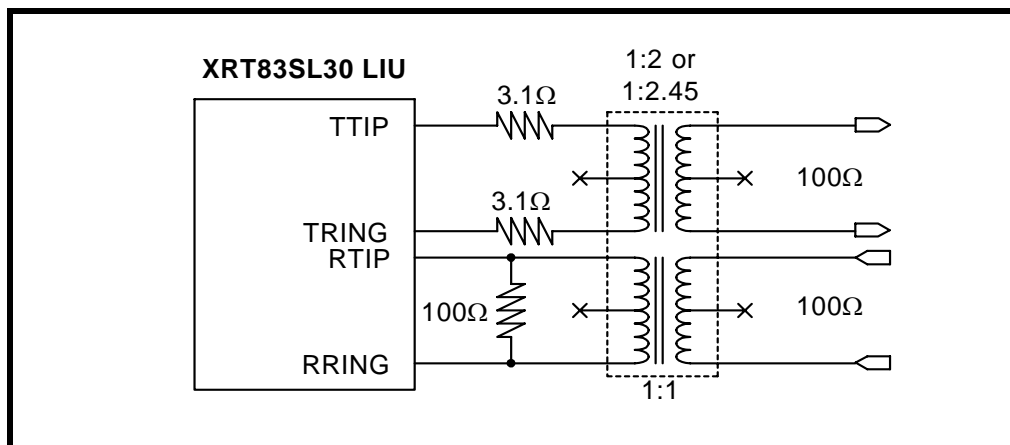 XRT83SL30 LIU
1:2 or
1:2.45
3.1Ω
TTIP
100Ω
3.1Ω
TRING
RTIP
100Ω
100Ω
RRING
1:1